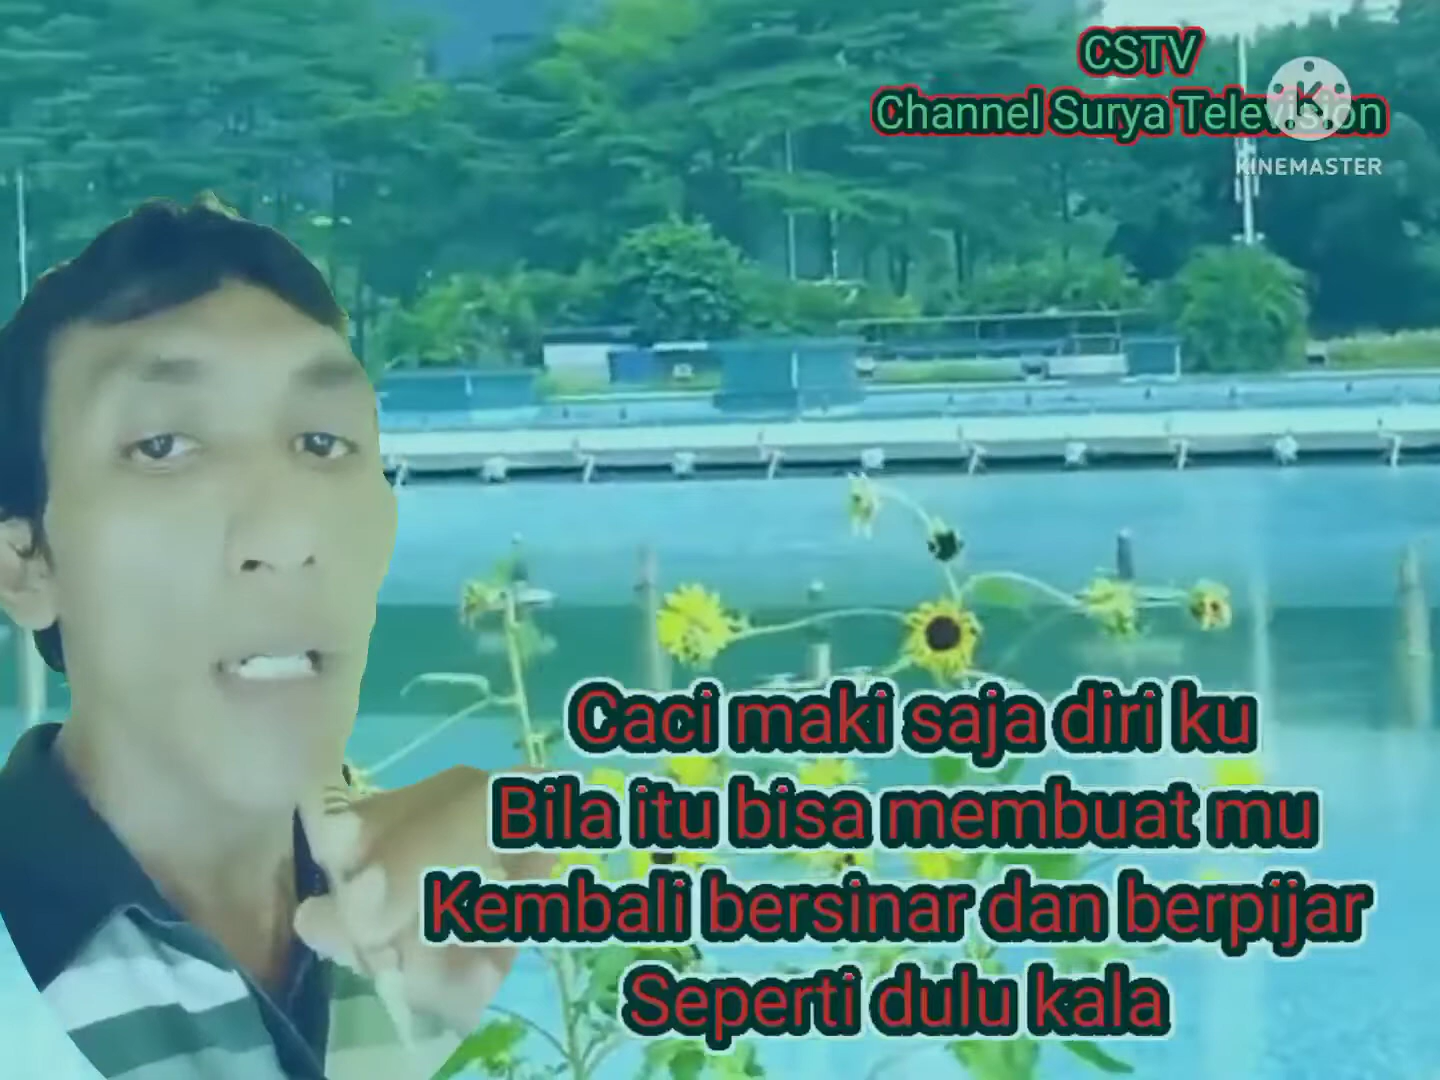 CSTV
Channel Surya Television
KINEMASTER
Caci maki saja diri ku
Bila itu bisa membuat mu
Kembali bersinar dan berpijar
Seperti dulu kala